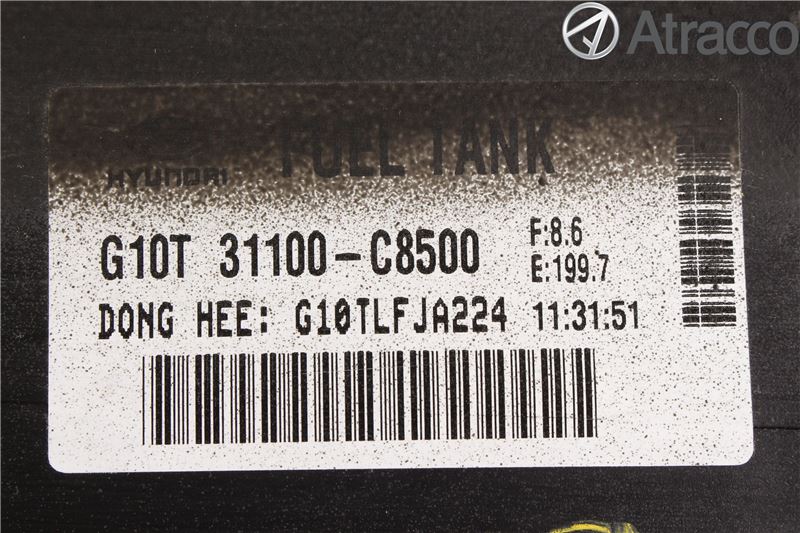 Atracco
FUEL TANK
HYUNDAI
G10T 31100-C8500
F:8.6
E:199.7
DONG HEE: G10TLFJA224 11:31:51